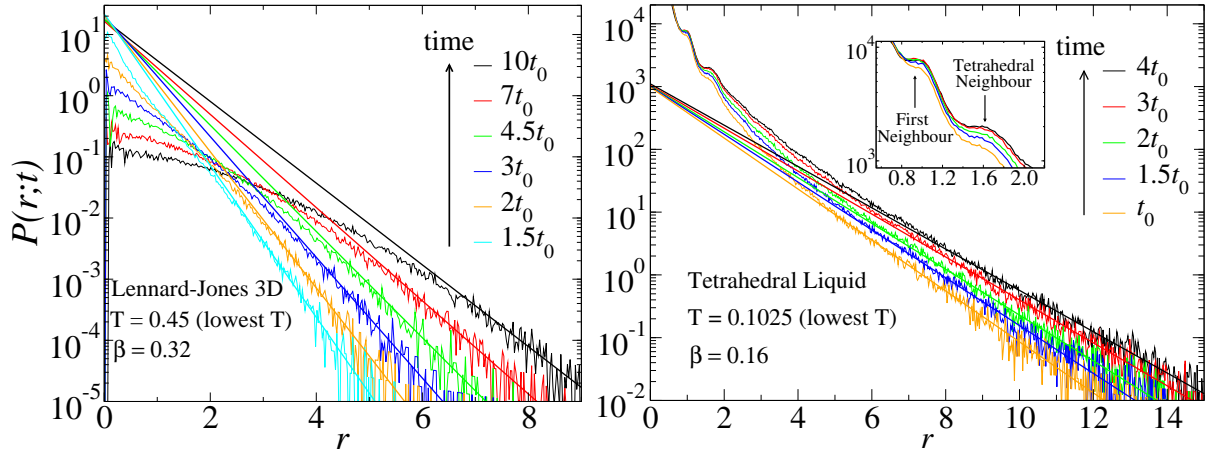 P(r;t)
10^1
10^0
10^-1
10^-2
10^-3
10^-4
10^-5
0 2 4 6 8
r
time
10t_0
7t_0
4.5t_0
3t_0
2t_0
1.5t_0
Lennard-Jones 3D
T = 0.45 (lowest T)
β = 0.32
10^4
10^3
10^2
10^1
10^0
10^-1
10^-2
0 2 4 6 8 10 12 14
r
time
4t_0
3t_0
2t_0
1.5t_0
t_0
Tetrahedral Liquid
T = 0.1025 (lowest T)
β = 0.16
10^4
10^3
0.8 1.2 1.6 2.0
Tetrahedral
Neighbour
First
Neighbour